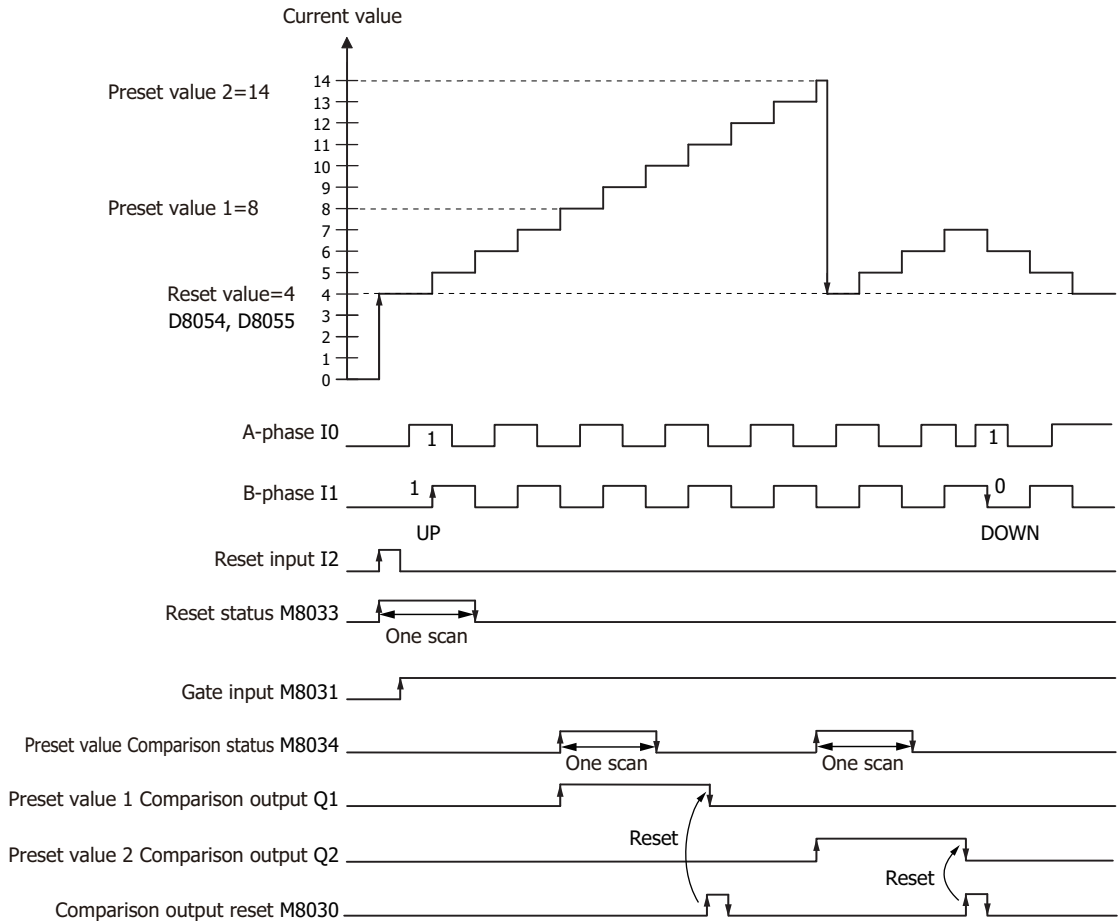 Current value
Preset value 2=14
Preset value 1=8
Reset value=4
D8054, D8055
14
13
12
11
10
9
8
7
6
5
4
3
2
1
0
A-phase I0
1
1
B-phase I1
1
0
UP
DOWN
Reset input I2
Reset status M8033
One scan
Gate input M8031
Preset value Comparison status M8034
One scan
One scan
Preset value 1 Comparison output Q1
Reset
Preset value 2 Comparison output Q2
Reset
Comparison output reset M8030